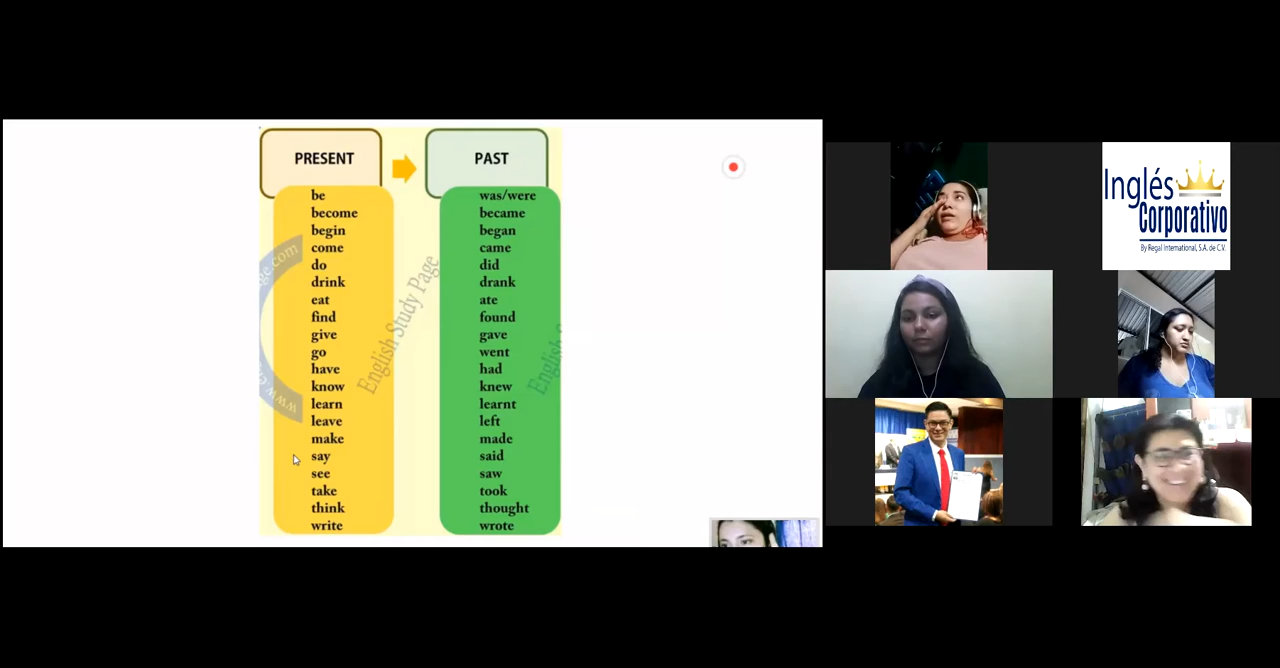 PRESENT
PAST
be
was/were
become
became
begin
began
come
came
do
did
drink
drank
eat
ate
find
found
give
gave
go
went
have
had
know
knew
learn
learnt
leave
left
make
made
say
said
see
saw
take
took
think
thought
write
wrote
English Study Page
Inglés
Corporativo
By Regal International, S.A. de C.V.